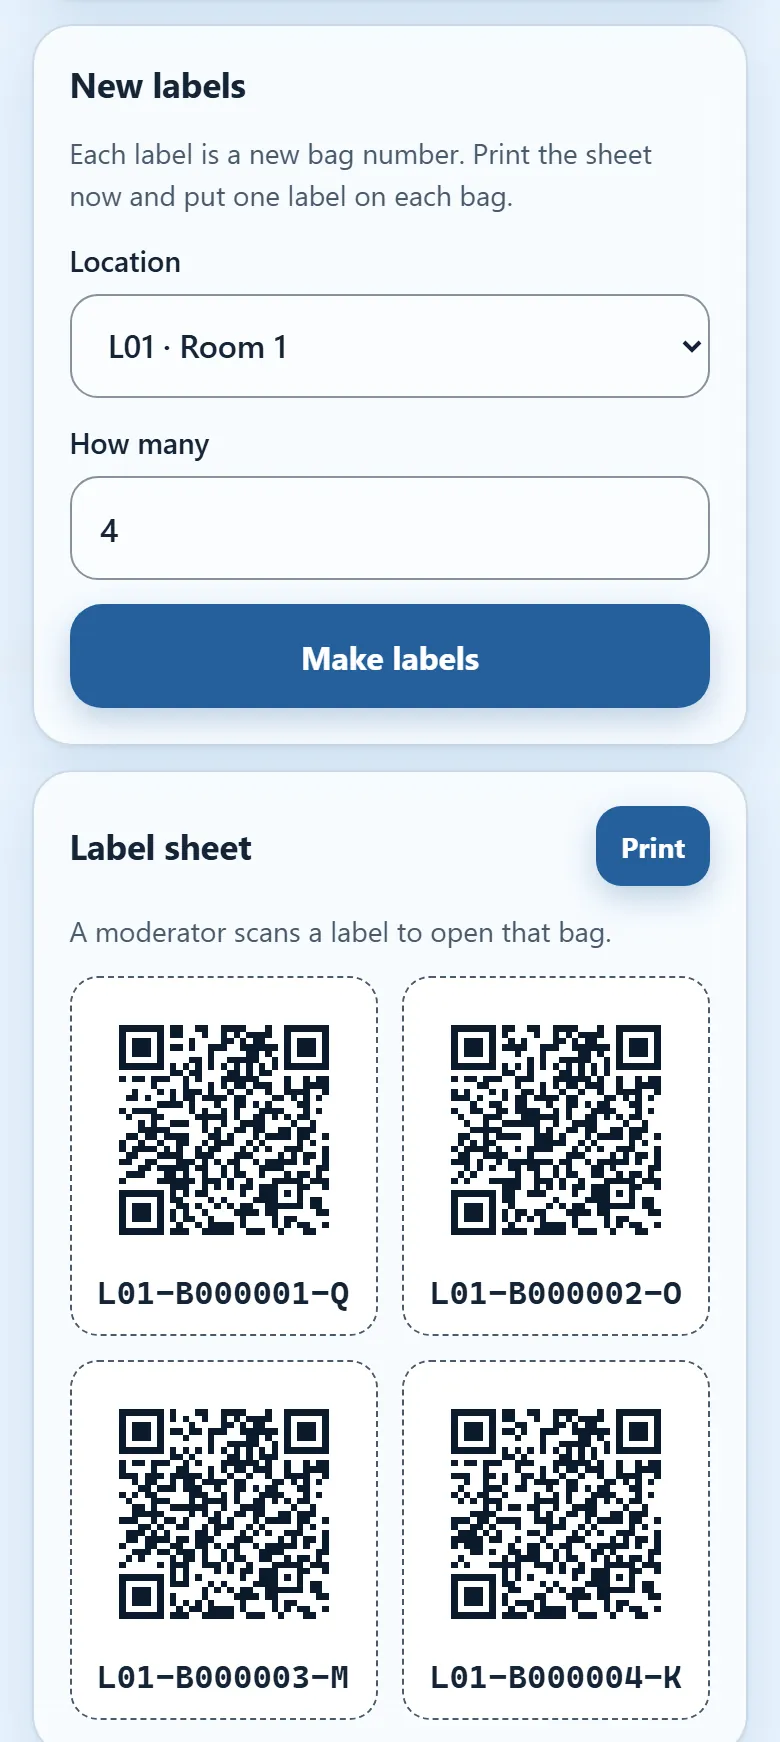 New labels
Each label is a new bag number. Print the sheet
now and put one label on each bag.
Location
L01 · Room 1
How many
4
Make labels
Label sheet
Print
A moderator scans a label to open that bag.
L01-B000001-Q
L01-B000002-O
L01-B000003-M
L01-B000004-K